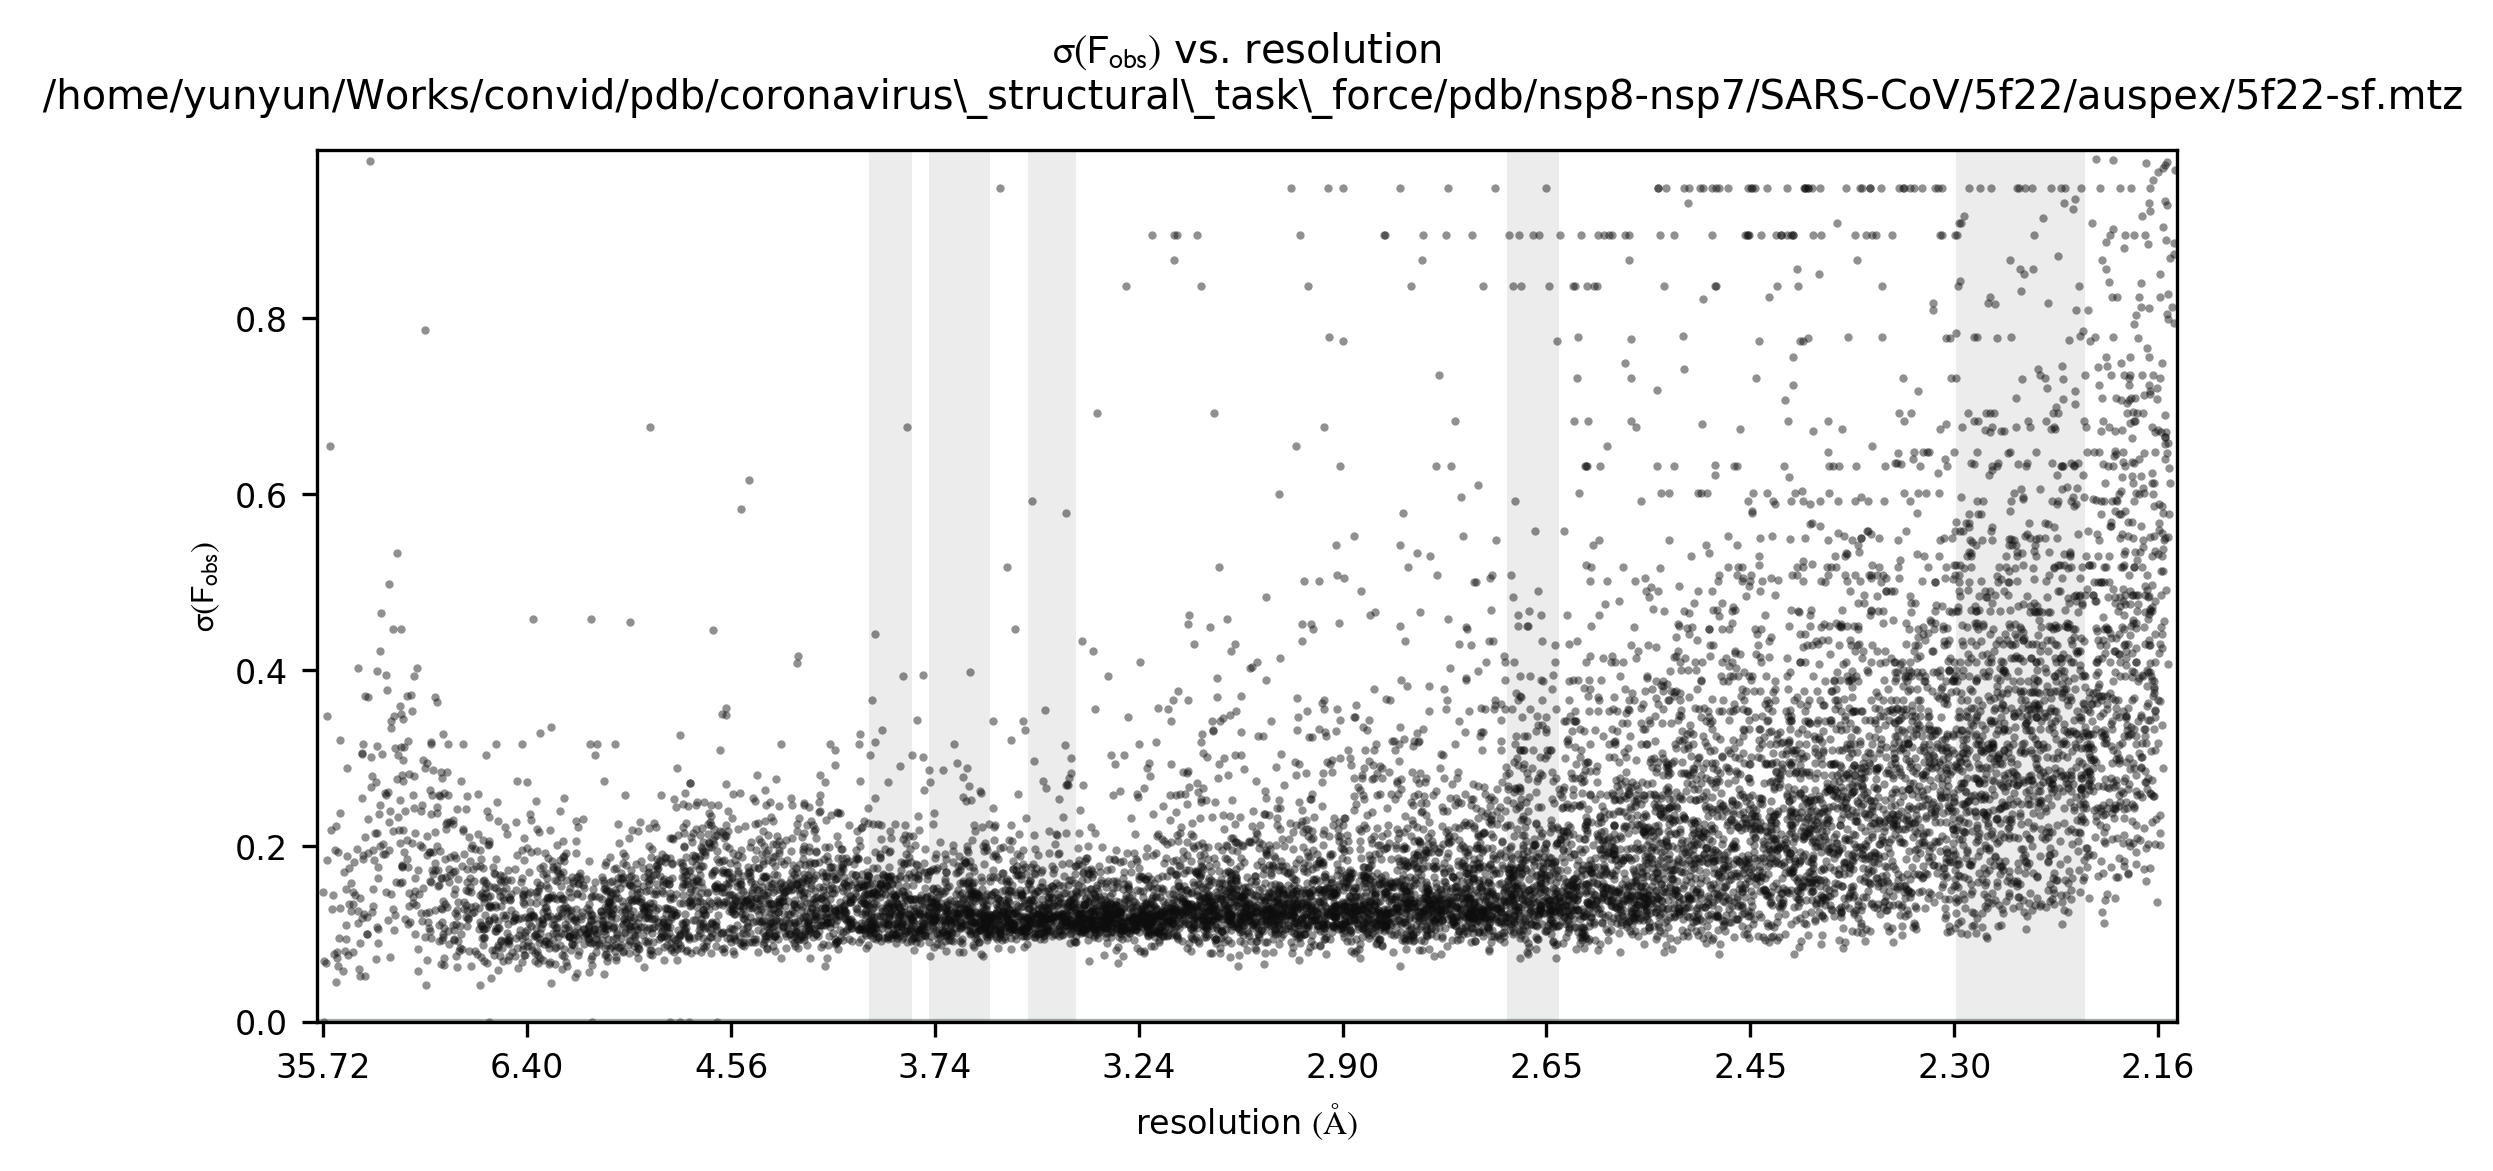 σ(Fobs) vs. resolution
/home/yunyun/Works/convid/pdb/coronavirus\_structural\_task\_force/pdb/nsp8-nsp7/SARS-CoV/5f22/auspex/5f22-sf.mtz
σ(Fobs)
0.8
0.6
0.4
0.2
0.0
35.72 6.40 4.56 3.74 3.24 2.90 2.65 2.45 2.30 2.16
resolution (Å)